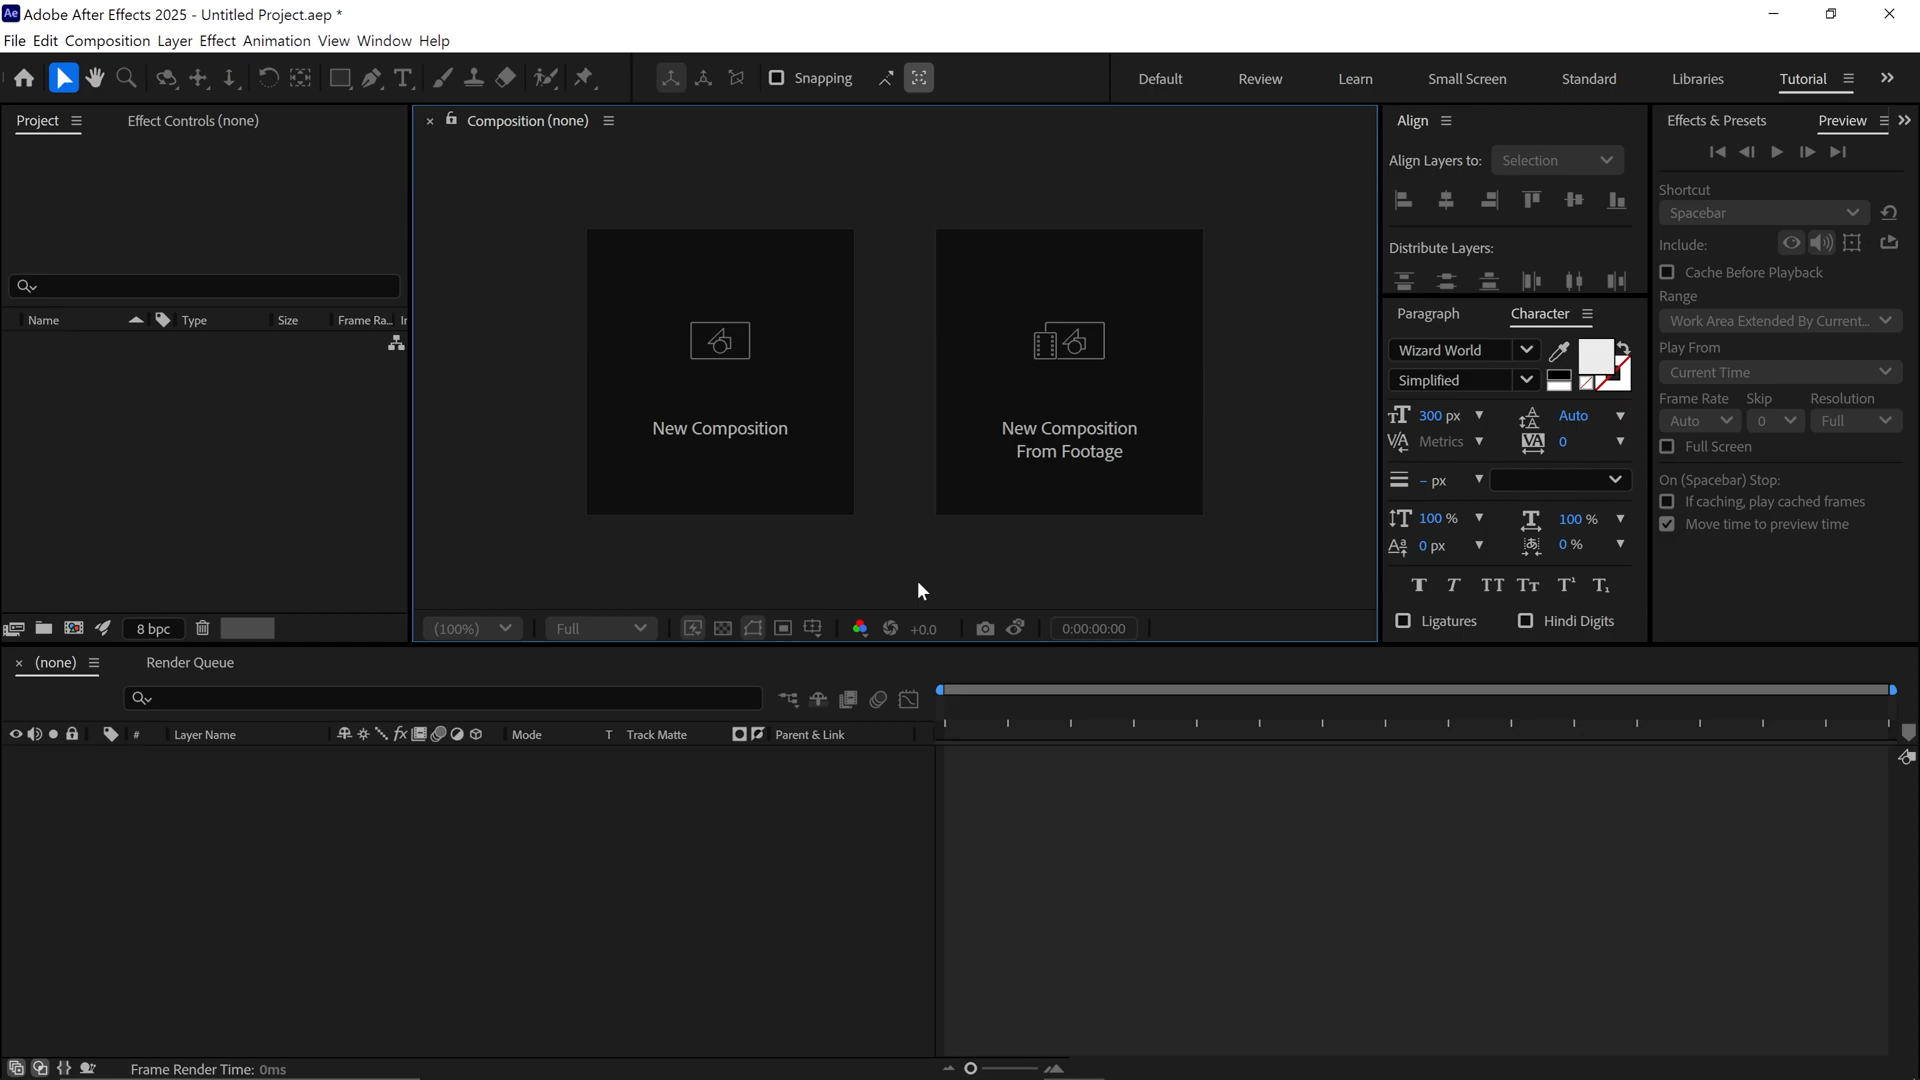 Ae Adobe After Effects 2025 - Untitled Project.aep *
File Edit Composition Layer Effect Animation View Window Help
Snapping
Default Review Learn Small Screen Standard Libraries Tutorial
Project
Effect Controls (none)
Composition (none)
Align
Effects & Presets
Preview
Align Layers to: Selection
Distribute Layers:
Shortcut
Spacebar
Include:
Cache Before Playback
Range
Work Area Extended By Current...
Play From
Current Time
Frame Rate Skip Resolution
Auto 0 Full
Full Screen
On (Spacebar) Stop:
If caching, play cached frames
Move time to preview time
Name Type Size Frame Ra... Ir
New Composition
New Composition
From Footage
Paragraph Character
Wizard World
Simplified
300 px Auto
Metrics 0
– px
100 % 100 %
0 px 0 %
T T TT Tt T¹ T₁
Ligatures Hindi Digits
8 bpc
(100%) Full +0.0 0:00:00:00
(none) Render Queue
# Layer Name fx Mode T Track Matte Parent & Link
Frame Render Time: 0ms